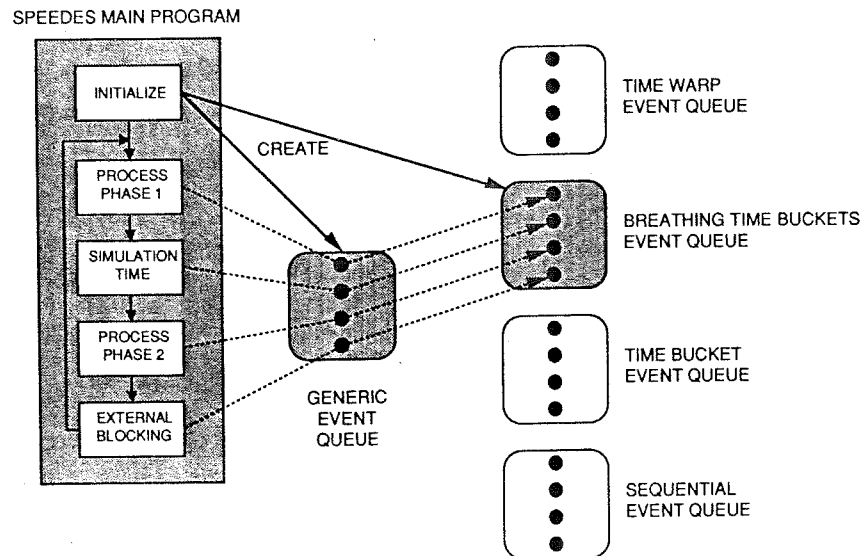 SPEEDES MAIN PROGRAM
INITIALIZE
CREATE
PROCESS
PHASE 1
SIMULATION
TIME
PROCESS
PHASE 2
EXTERNAL
BLOCKING
GENERIC
EVENT
QUEUE
TIME WARP
EVENT QUEUE
BREATHING TIME BUCKETS
EVENT QUEUE
TIME BUCKET
EVENT QUEUE
SEQUENTIAL
EVENT QUEUE